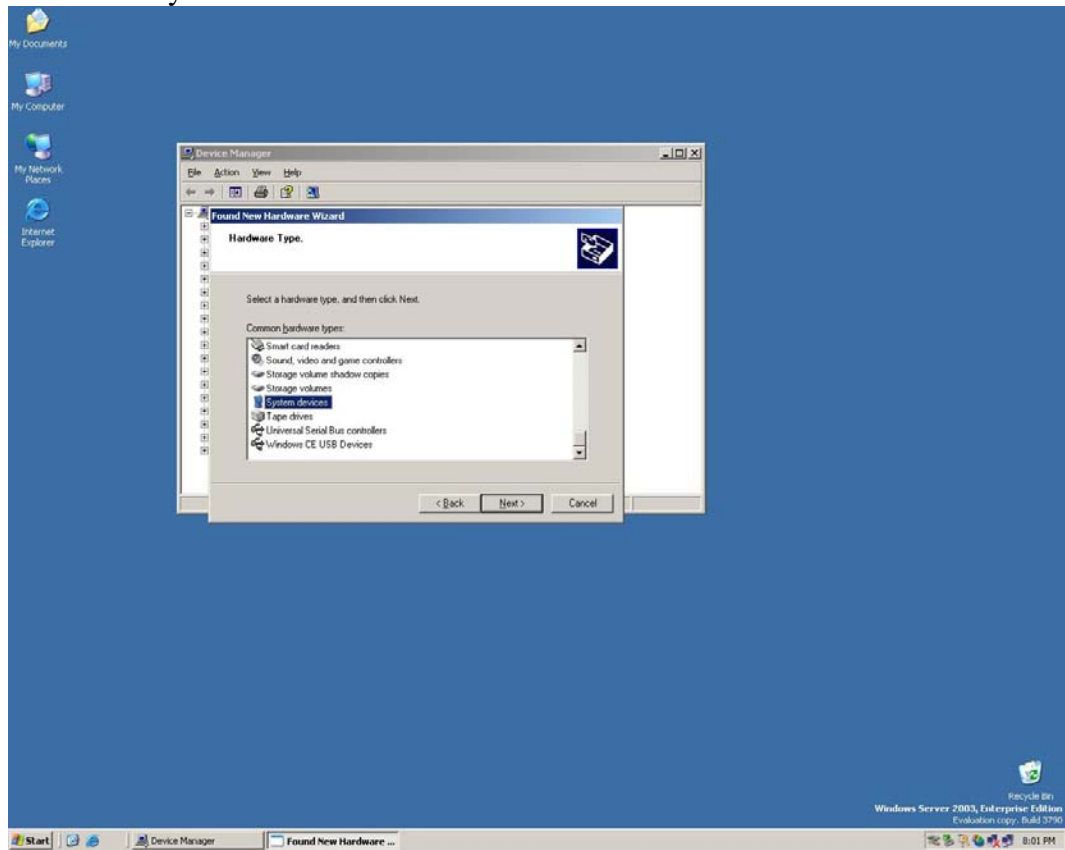 My Documents
My Computer
My Network
Places
Internet
Explorer
Device Manager
File Action View Help
Found New Hardware Wizard
Hardware Type.
Select a hardware type, and then click Next.
Common hardware types:
Smart card readers
Sound, video and game controllers
Storage volume shadow copies
Storage volumes
System devices
Tape drives
Universal Serial Bus controllers
Windows CE USB Devices
< Back Next > Cancel
Recycle Bin
Windows Server 2003, Enterprise Edition
Evaluation copy. Build 3790
Start Device Manager Found New Hardware ... 8:01 PM